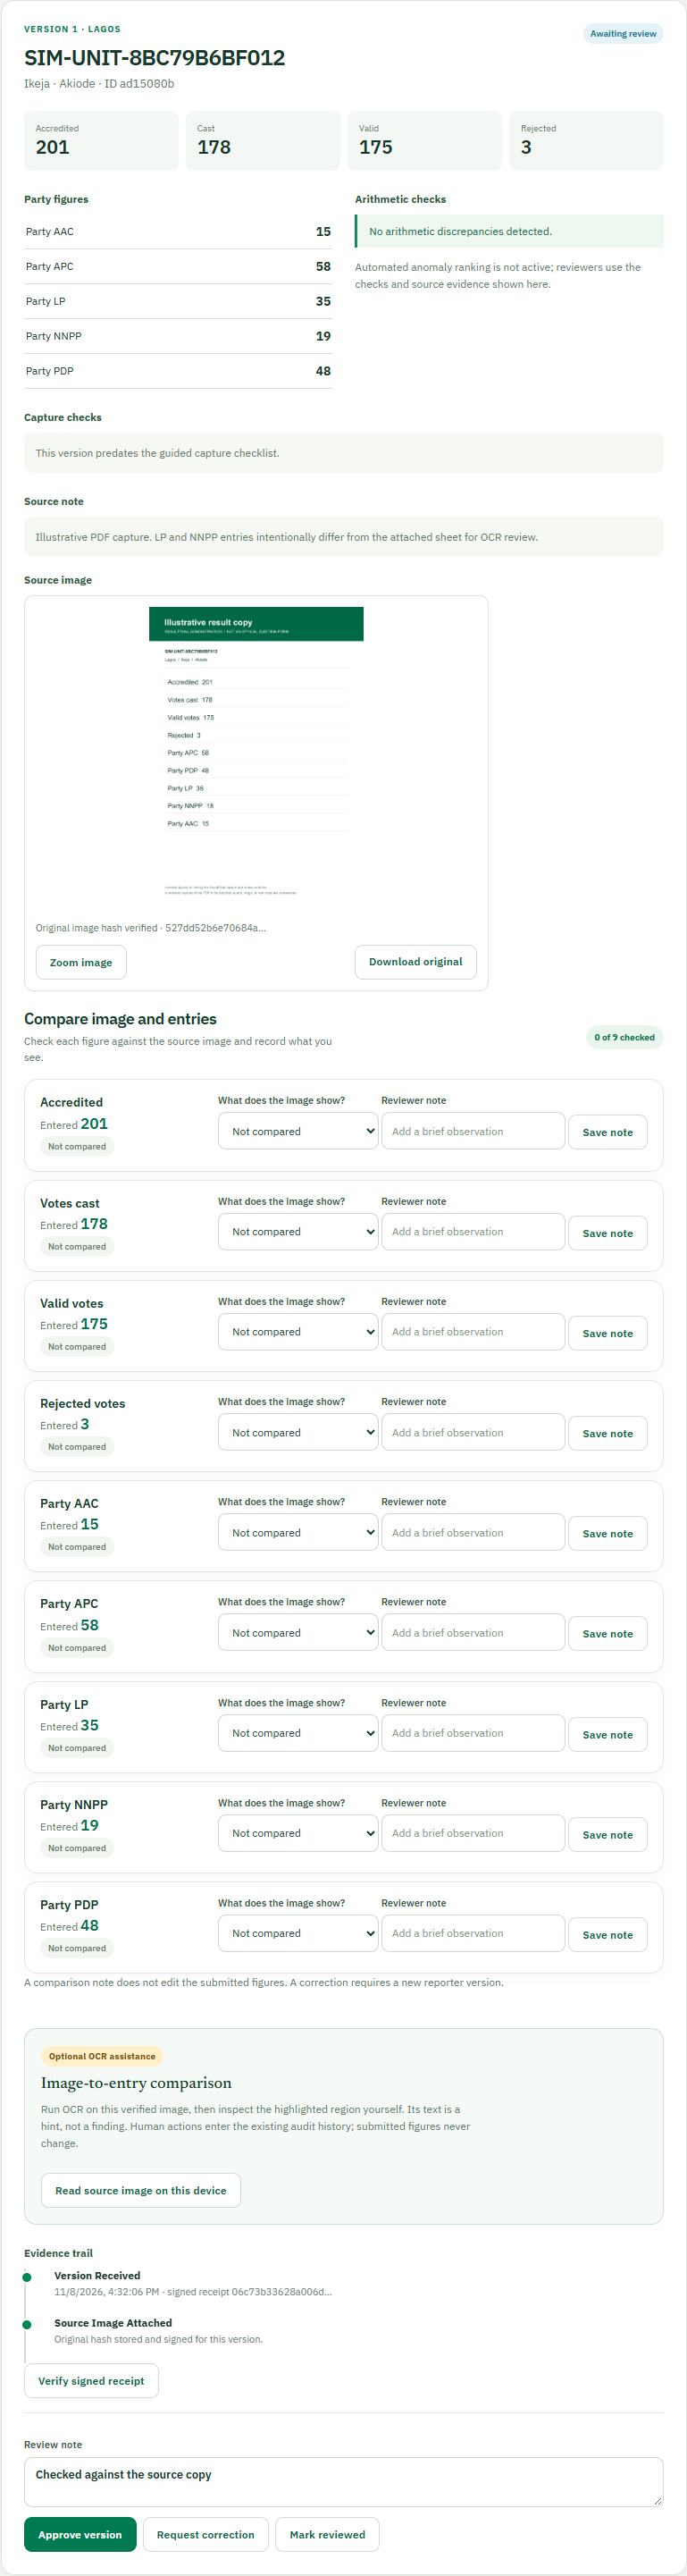 VERSION 1 · LAGOS
Awaiting review
SIM-UNIT-8BC79B6BF012
Ikeja · Akiode · ID ad15080b
Accredited
201
Cast
178
Valid
175
Rejected
3
Party figures
Party AAC 15
Party APC 58
Party LP 35
Party NNPP 19
Party PDP 48
Arithmetic checks
No arithmetic discrepancies detected.
Automated anomaly ranking is not active; reviewers use the
checks and source evidence shown here.
Capture checks
This version predates the guided capture checklist.
Source note
Illustrative PDF capture. LP and NNPP entries intentionally differ from the attached sheet for OCR review.
Source image
Illustrative result copy
SIM-UNIT-8BC79B6BF012
Lagos / Ikeja / Akiode
Accredited 201
Votes cast 178
Valid votes 175
Rejected 3
Party APC 58
Party PDP 48
Party LP 36
Party NNPP 18
Party AAC 15
Original image hash verified · 527dd52b6e70684a...
Zoom image
Download original
Compare image and entries
Check each figure against the source image and record what you
see.
0 of 9 checked
Accredited
Entered 201
Not compared
What does the image show?
Not compared
Reviewer note
Add a brief observation
Save note
Votes cast
Entered 178
Not compared
What does the image show?
Not compared
Reviewer note
Add a brief observation
Save note
Valid votes
Entered 175
Not compared
What does the image show?
Not compared
Reviewer note
Add a brief observation
Save note
Rejected votes
Entered 3
Not compared
What does the image show?
Not compared
Reviewer note
Add a brief observation
Save note
Party AAC
Entered 15
Not compared
What does the image show?
Not compared
Reviewer note
Add a brief observation
Save note
Party APC
Entered 58
Not compared
What does the image show?
Not compared
Reviewer note
Add a brief observation
Save note
Party LP
Entered 35
Not compared
What does the image show?
Not compared
Reviewer note
Add a brief observation
Save note
Party NNPP
Entered 19
Not compared
What does the image show?
Not compared
Reviewer note
Add a brief observation
Save note
Party PDP
Entered 48
Not compared
What does the image show?
Not compared
Reviewer note
Add a brief observation
Save note
A comparison note does not edit the submitted figures. A correction requires a new reporter version.
Optional OCR assistance
Image-to-entry comparison
Run OCR on this verified image, then inspect the highlighted region yourself. Its text is a
hint, not a finding. Human actions enter the existing audit history; submitted figures never
change.
Read source image on this device
Evidence trail
Version Received
11/8/2026, 4:32:06 PM · signed receipt 06c73b33628a006d...
Source Image Attached
Original hash stored and signed for this version.
Verify signed receipt
Review note
Checked against the source copy
Approve version
Request correction
Mark reviewed